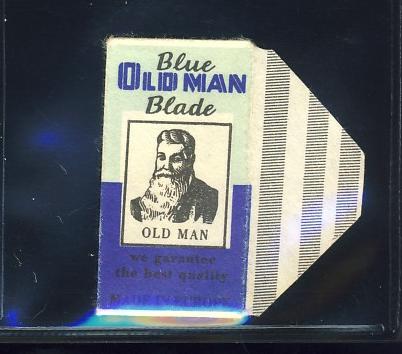 Blue
OLD MAN
Blade
OLD MAN
we garantee
the best quality
MADE IN EUROPE